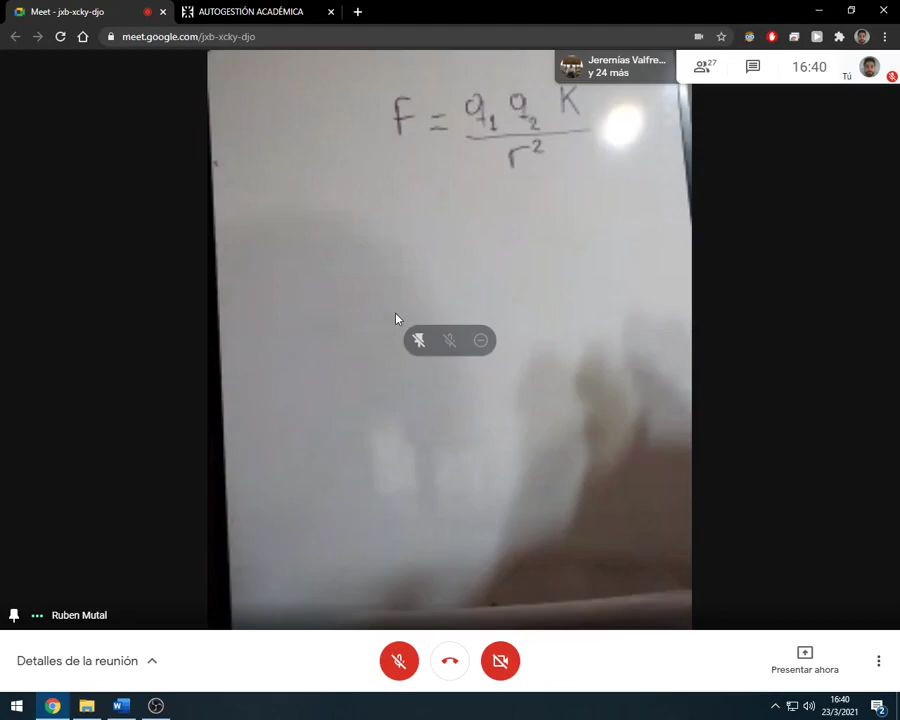 Meet - jxb-xcky-djo
AUTOGESTIÓN ACADÉMICA
meet.google.com/jxb-xcky-djo
Jeremías Valfre...
y 24 más
27
16:40
Tú
F = q₁ q₂ K
r²
Ruben Mutal
Detalles de la reunión
Presentar ahora
16:40
23/3/2021
2